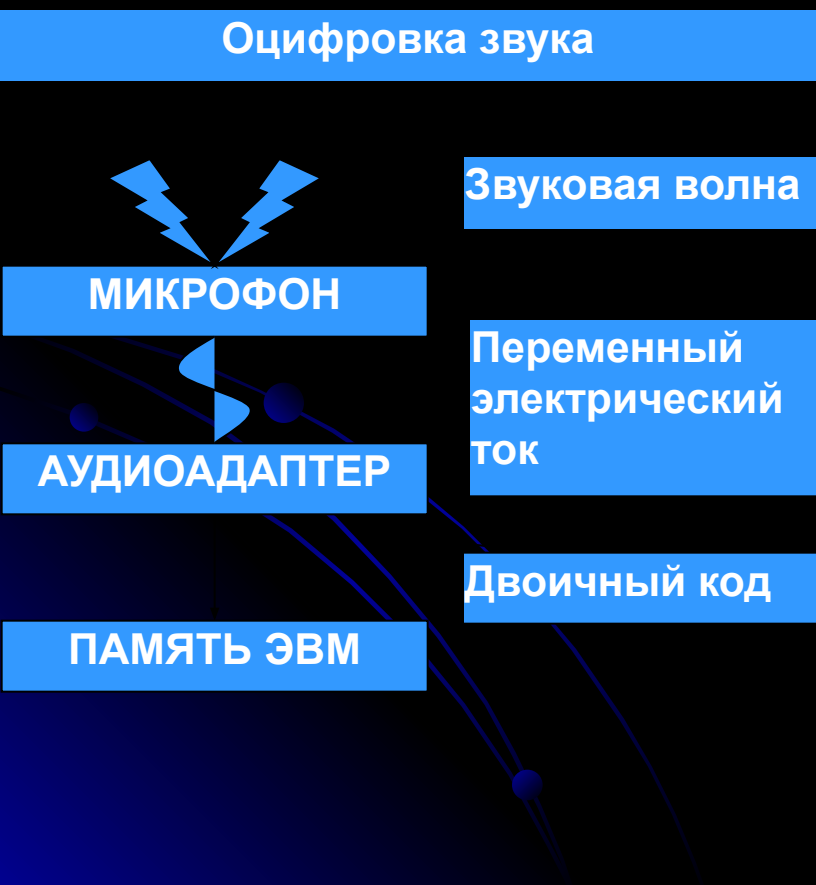 Оцифровка звука
Звуковая волна
МИКРОФОН
Переменный
электрический
ток
АУДИОАДАПТЕР
Двоичный код
ПАМЯТЬ ЭВМ